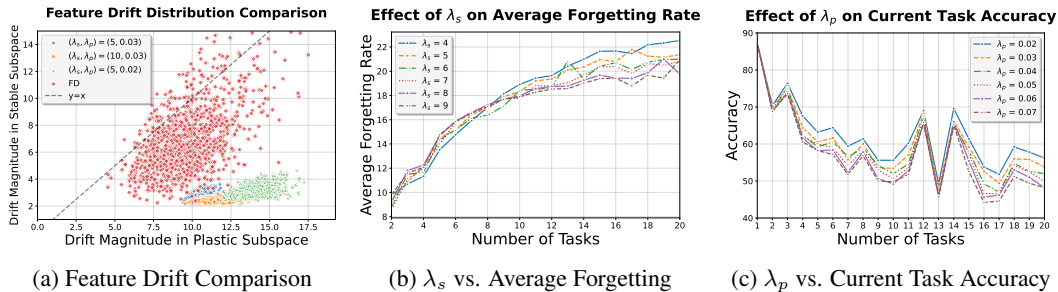 Feature Drift Distribution Comparison
Drift Magnitude in Stable Subspace
14
12
10
8
6
4
2
(λs, λp) = (5, 0.03)
(λs, λp) = (10, 0.03)
(λs, λp) = (5, 0.02)
FD
y=x
0.0 2.5 5.0 7.5 10.0 12.5 15.0 17.5
Drift Magnitude in Plastic Subspace
(a) Feature Drift Comparison
Effect of λs on Average Forgetting Rate
Average Forgetting Rate
22
20
18
16
14
12
10
8
λs = 4
λs = 5
λs = 6
λs = 7
λs = 8
λs = 9
2 4 6 8 10 12 14 16 18 20
Number of Tasks
(b) λs vs. Average Forgetting
Effect of λp on Current Task Accuracy
Accuracy
90
80
70
60
50
40
λp = 0.02
λp = 0.03
λp = 0.04
λp = 0.05
λp = 0.06
λp = 0.07
1 2 3 4 5 6 7 8 9 10 11 12 13 14 15 16 17 18 19 20
Number of Tasks
(c) λp vs. Current Task Accuracy